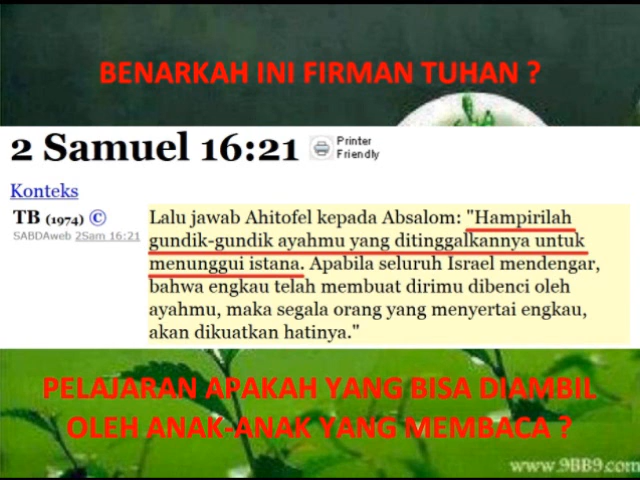 BENARKAH INI FIRMAN TUHAN ?
2 Samuel 16:21
Printer
Friendly
Konteks
TB (1974) ©
SABDAweb 2Sam 16:21
Lalu jawab Ahitofel kepada Absalom: "Hampirilah
gundik-gundik ayahmu yang ditinggalkannya untuk
menunggui istana. Apabila seluruh Israel mendengar,
bahwa engkau telah membuat dirimu dibenci oleh
ayahmu, maka segala orang yang menyertai engkau,
akan dikuatkan hatinya."
PELAJARAN APAKAH YANG BISA DIAMBIL
OLEH ANAK-ANAK YANG MEMBACA ?
www.9BB9.com